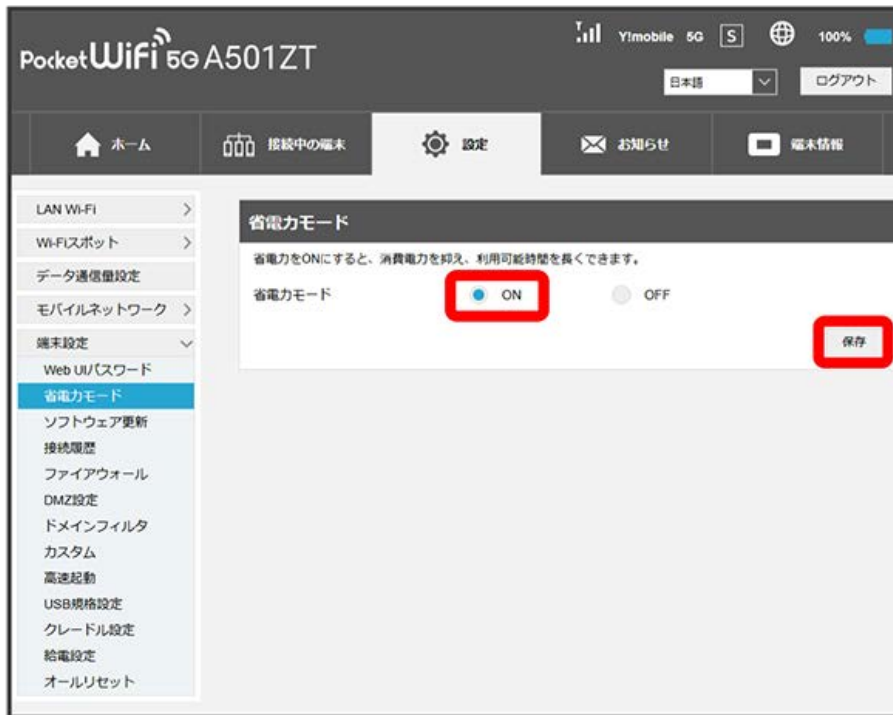 Pocket WiFi 5G A501ZT
Y!mobile 5G S 100%
日本語 ログアウト
ホーム 接続中の端末 設定 お知らせ 端末情報
LAN Wi-Fi
Wi-Fiスポット
データ通信量設定
モバイルネットワーク
端末設定
Web UIパスワード
省電力モード
ソフトウェア更新
接続履歴
ファイアウォール
DMZ設定
ドメインフィルタ
カスタム
高速起動
USB規格設定
クレードル設定
給電設定
オールリセット
省電力モード
省電力をONにすると、消費電力を抑え、利用可能時間を長くできます。
省電力モード ON OFF
保存